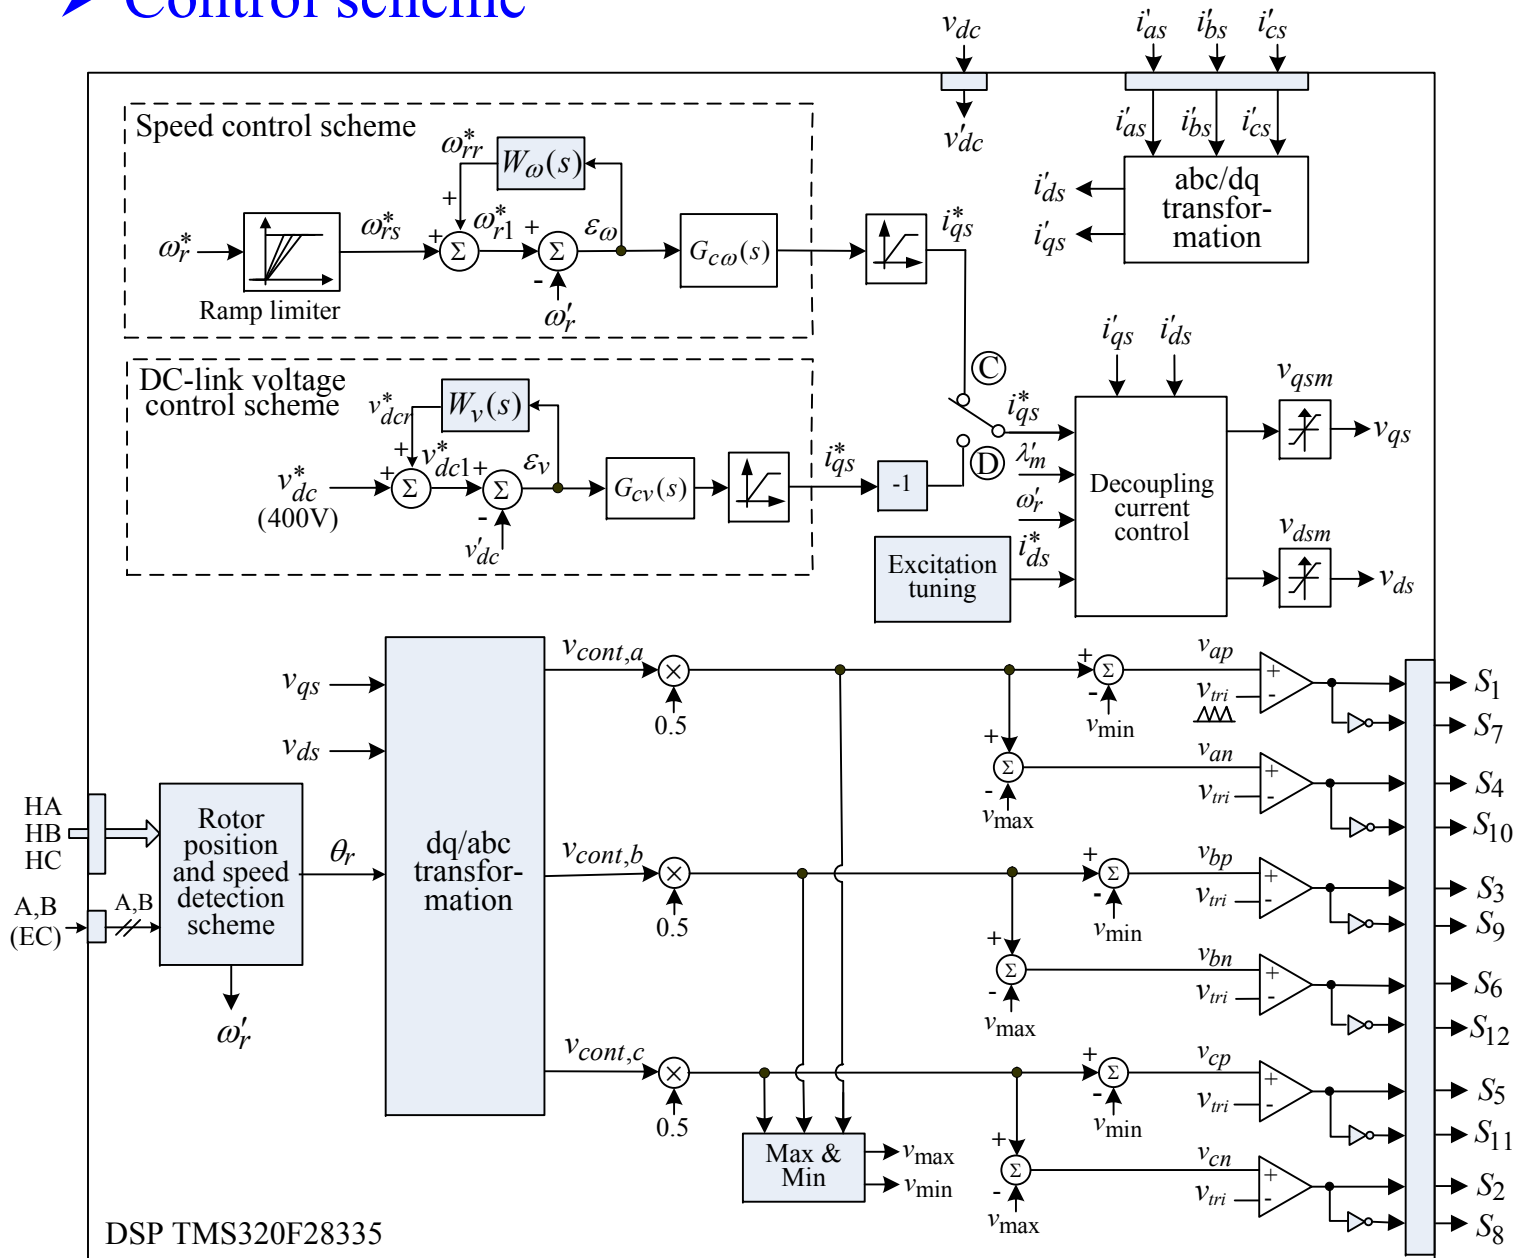 ➤ Control scheme
v_dc
i'_as i'_bs i'_cs
v'_dc
i'_as i'_bs i'_cs
abc/dq
transfor-
mation
i'_ds
i'_qs
Speed control scheme
ω*_rr
W_ω(s)
+
ω*_r
ω*_rs
+
Σ
ω*_r1
+
Σ
ε_ω
G_cω(s)
i*_qs
-
ω'_r
Ramp limiter
DC-link voltage
control scheme
v*_dcr
W_v(s)
+
v*_dc
(400V)
+
Σ
v*_dc1
+
Σ
ε_v
G_cv(s)
i*_qs
-1
-
v'_dc
C
D
i*_qs
λ'_m
ω'_r
i*_ds
Excitation
tuning
i'_qs i'_ds
Decoupling
current
control
v_qsm
v_qs
v_dsm
v_ds
v_qs
v_ds
HA
HB
HC
A,B
(EC)
A,B
Rotor
position
and speed
detection
scheme
θ_r
ω'_r
dq/abc
transfor-
mation
v_cont,a
×
0.5
v_cont,b
×
0.5
v_cont,c
×
0.5
Max &
Min
v_max
v_min
+ Σ - v_min
v_ap
v_tri
+
-
S_1
S_7
+ Σ - v_max
v_an
v_tri
+
-
S_4
S_10
+ Σ - v_min
v_bp
v_tri
+
-
S_3
S_9
+ Σ - v_max
v_bn
v_tri
+
-
S_6
S_12
+ Σ - v_min
v_cp
v_tri
+
-
S_5
S_11
+ Σ - v_max
v_cn
v_tri
+
-
S_2
S_8
DSP TMS320F28335